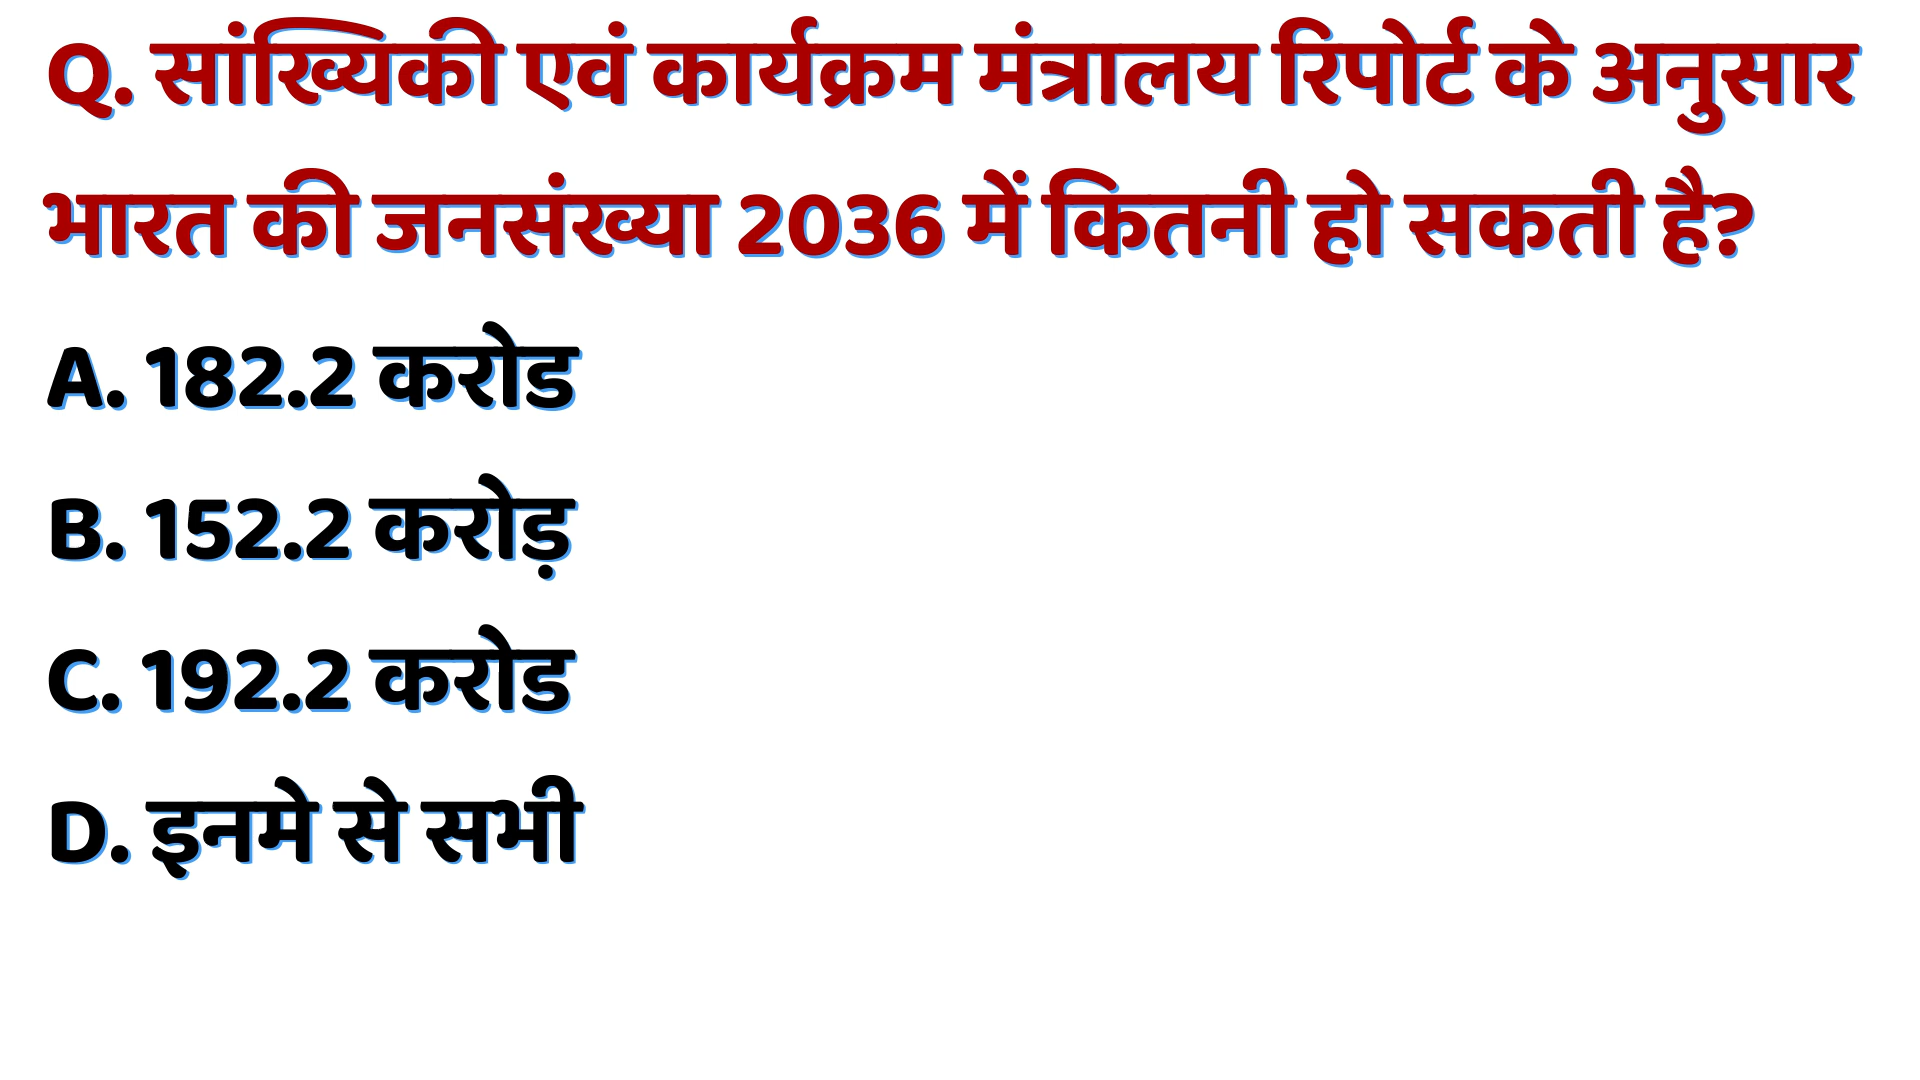 Q. सांख्यिकी एवं कार्यक्रम मंत्रालय रिपोर्ट के अनुसार
भारत की जनसंख्या 2036 में कितनी हो सकती है?
A. 182.2 करोड
B. 152.2 करोड़
C. 192.2 करोड
D. इनमे से सभी